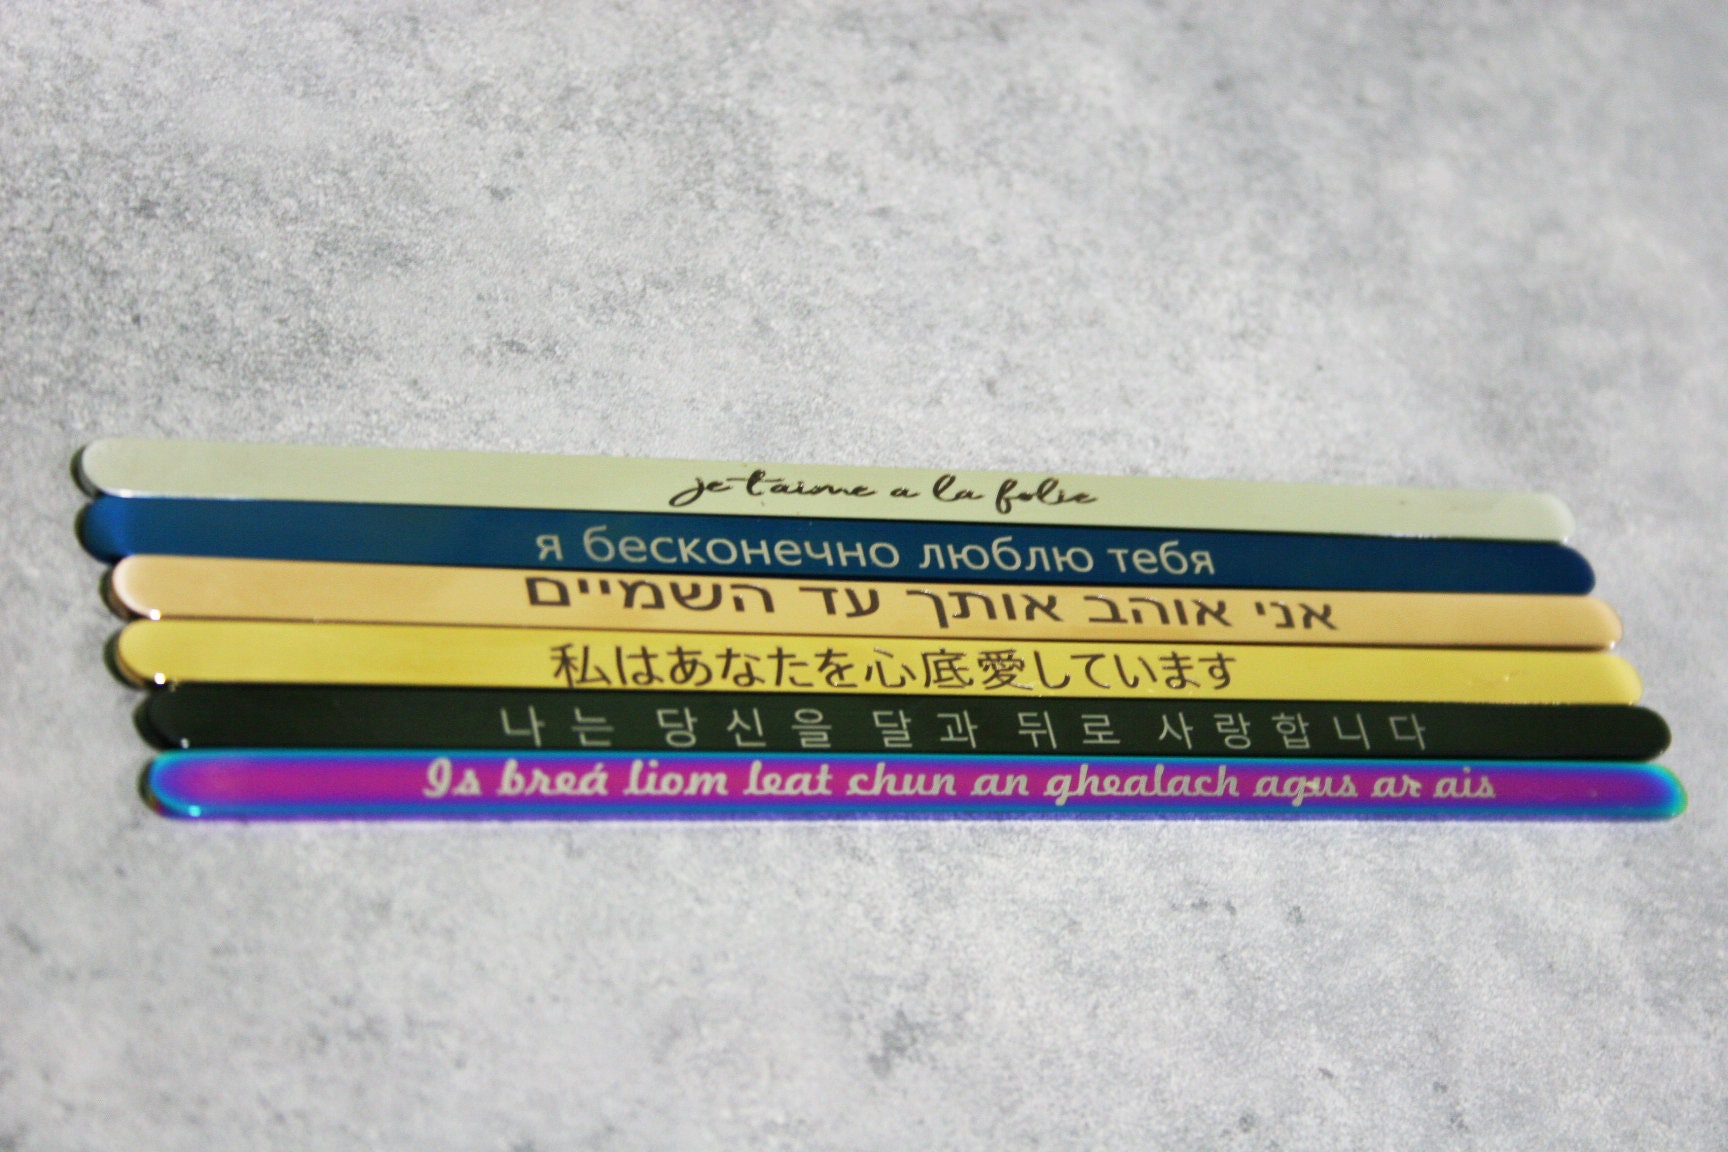 je t'aime a la folie
я бесконечно люблю тебя
אני אוהב אותך עד השמיים
私はあなたを心底愛しています
나는 당신을 달과 뒤로 사랑합니다
Is breá liom leat chun an ghealach agus ar ais